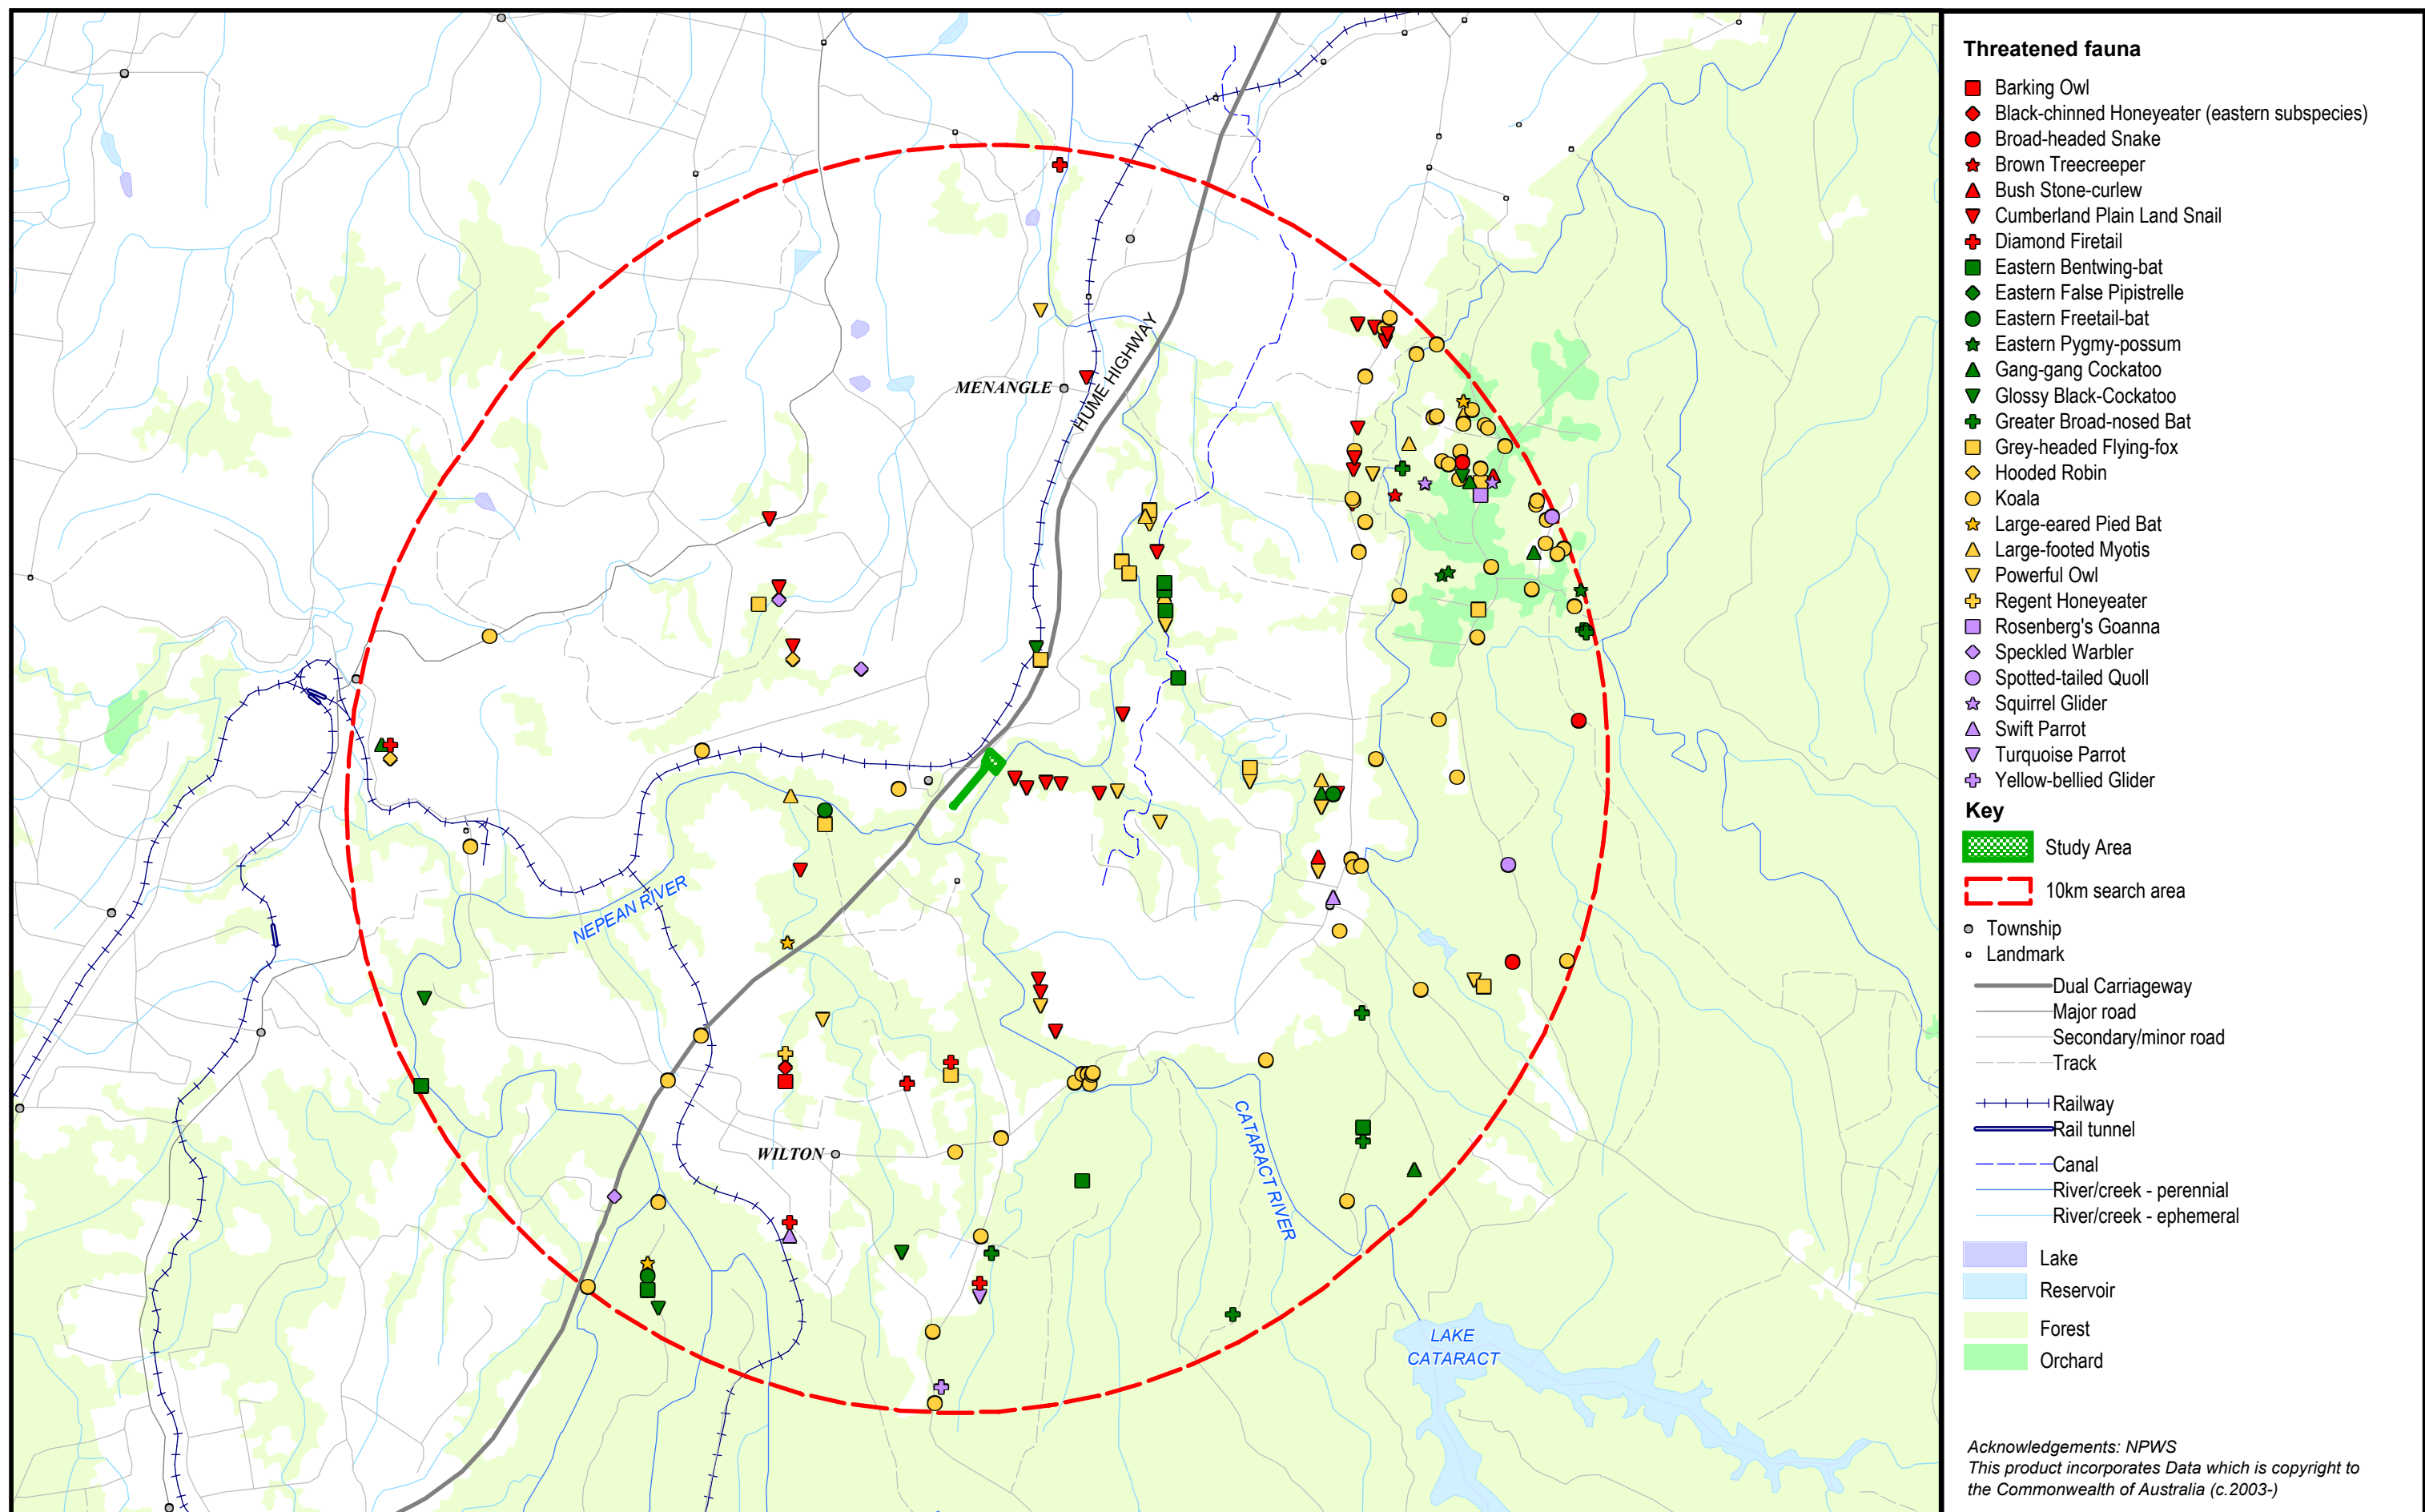 MENANGLE
HUME HIGHWAY
NEPEAN RIVER
WILTON
CATARACT RIVER
LAKE
CATARACT
Threatened fauna
Barking Owl
Black-chinned Honeyeater (eastern subspecies)
Broad-headed Snake
Brown Treecreeper
Bush Stone-curlew
Cumberland Plain Land Snail
Diamond Firetail
Eastern Bentwing-bat
Eastern False Pipistrelle
Eastern Freetail-bat
Eastern Pygmy-possum
Gang-gang Cockatoo
Glossy Black-Cockatoo
Greater Broad-nosed Bat
Grey-headed Flying-fox
Hooded Robin
Koala
Large-eared Pied Bat
Large-footed Myotis
Powerful Owl
Regent Honeyeater
Rosenberg's Goanna
Speckled Warbler
Spotted-tailed Quoll
Squirrel Glider
Swift Parrot
Turquoise Parrot
Yellow-bellied Glider
Key
Study Area
10km search area
Township
Landmark
Dual Carriageway
Major road
Secondary/minor road
Track
Railway
Rail tunnel
Canal
River/creek - perennial
River/creek - ephemeral
Lake
Reservoir
Forest
Orchard
Acknowledgements: NPWS
This product incorporates Data which is copyright to
the Commonwealth of Australia (c.2003-)